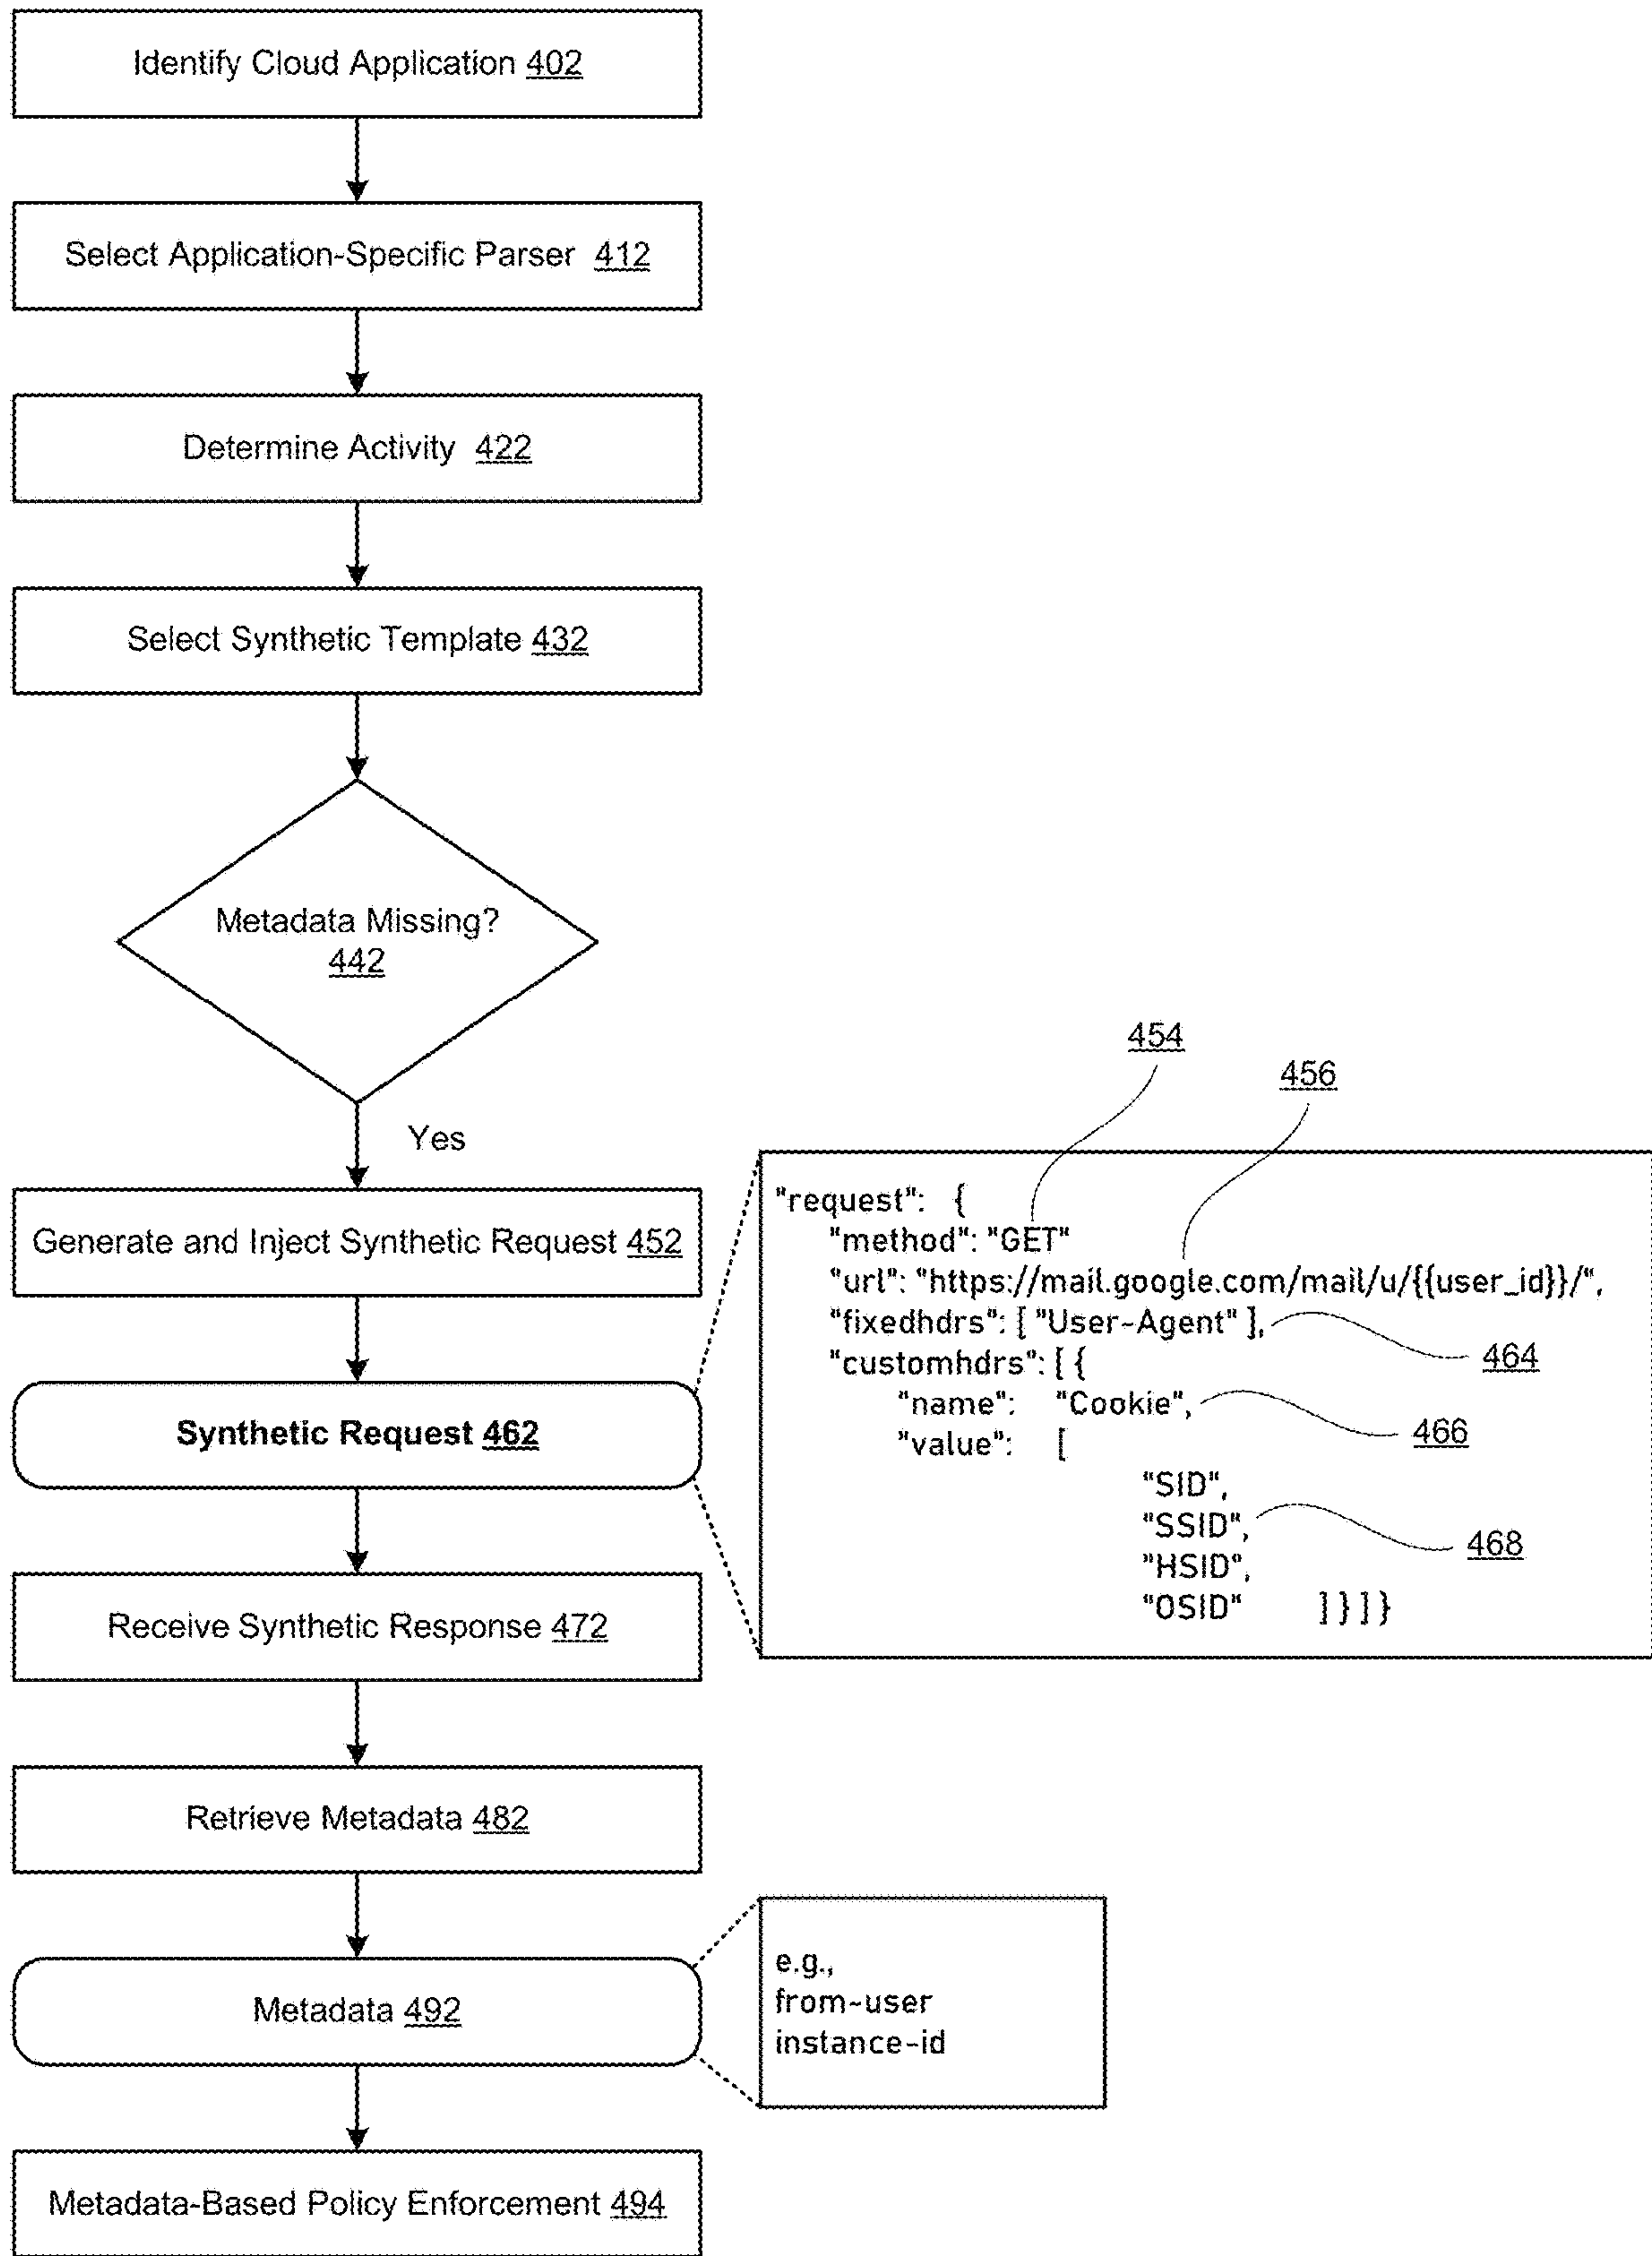 Identify Cloud Application 402
Select Application-Specific Parser 412
Determine Activity 422
Select Synthetic Template 432
Metadata Missing?
442
Yes
Generate and Inject Synthetic Request 452
Synthetic Request 462
454
456
"request": {
"method": "GET"
"url": "https://mail.google.com/mail/u/{{user_id}}/",
"fixedhdrs": [ "User-Agent" ],
464
"customhdrs": [ {
"name": "Cookie",
466
"value": [
"SID",
"SSID",
468
"HSID",
"OSID" ] } ] }
Receive Synthetic Response 472
Retrieve Metadata 482
Metadata 492
e.g.,
from-user
instance-id
Metadata-Based Policy Enforcement 494